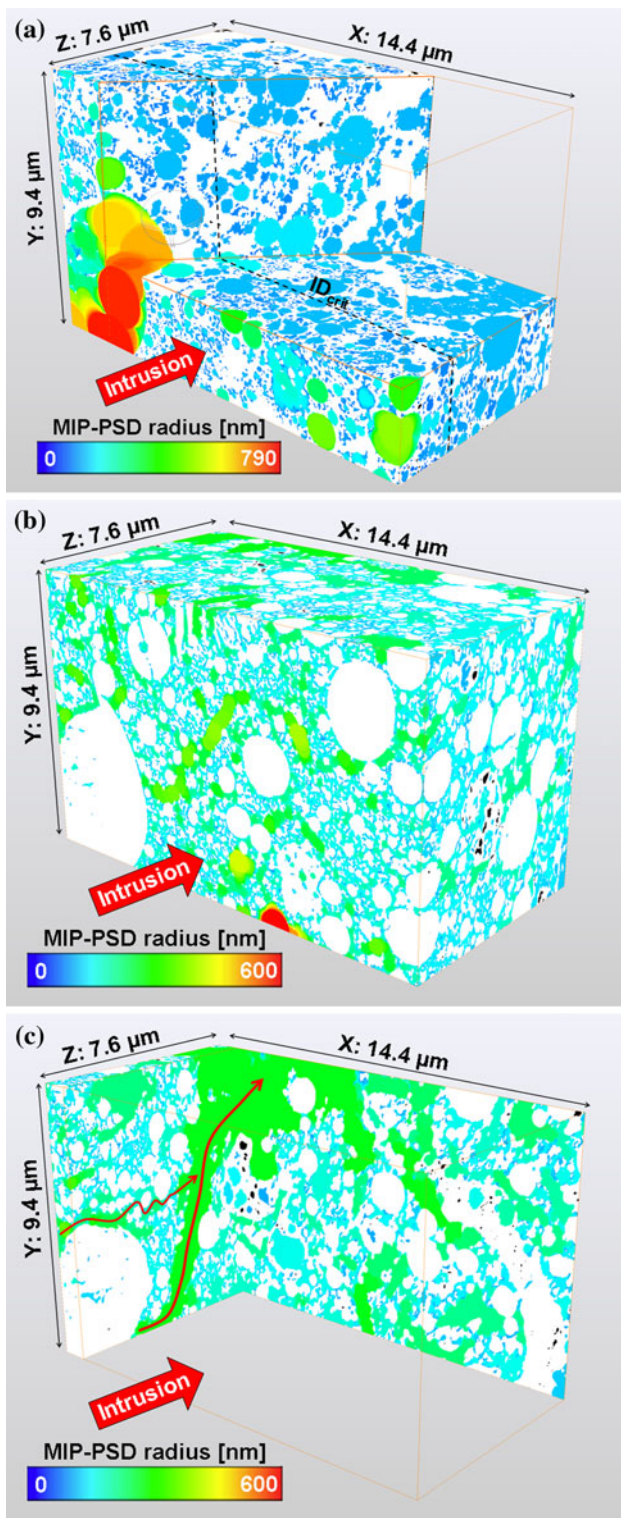 (a)
Z: 7.6 µm
X: 14.4 µm
Y: 9.4 µm
IDcrit.
Intrusion
MIP-PSD radius [nm]
0 790
(b)
Z: 7.6 µm
X: 14.4 µm
Y: 9.4 µm
Intrusion
MIP-PSD radius [nm]
0 600
(c)
Z: 7.6 µm
X: 14.4 µm
Y: 9.4 µm
Intrusion
MIP-PSD radius [nm]
0 600